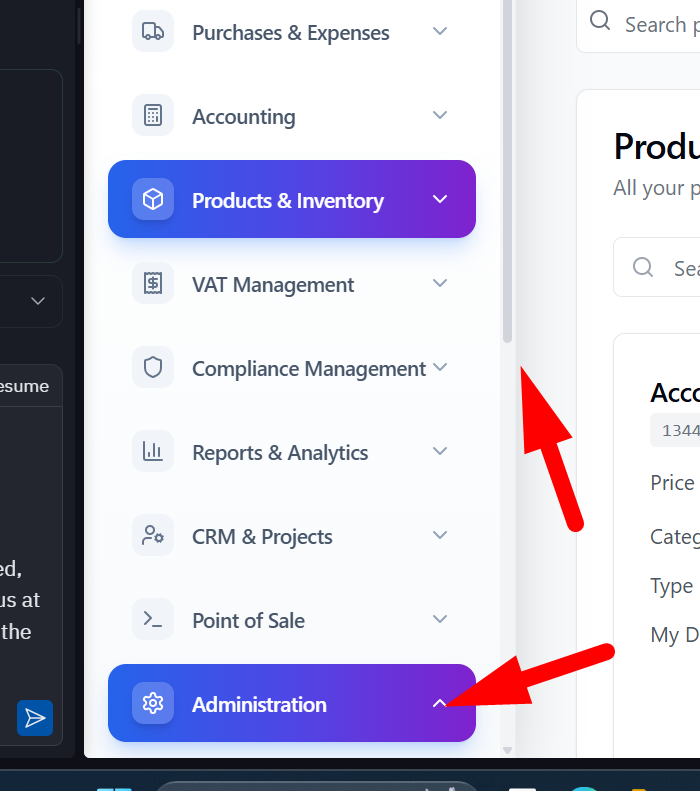 Purchases & Expenses
Search p
Accounting
Produ
All your p
Products & Inventory
Sea
VAT Management
Compliance Management
esume
Acco
1344
Reports & Analytics
Price
CRM & Projects
Categ
ed,
Type
us at
Point of Sale
the
My D
Administration